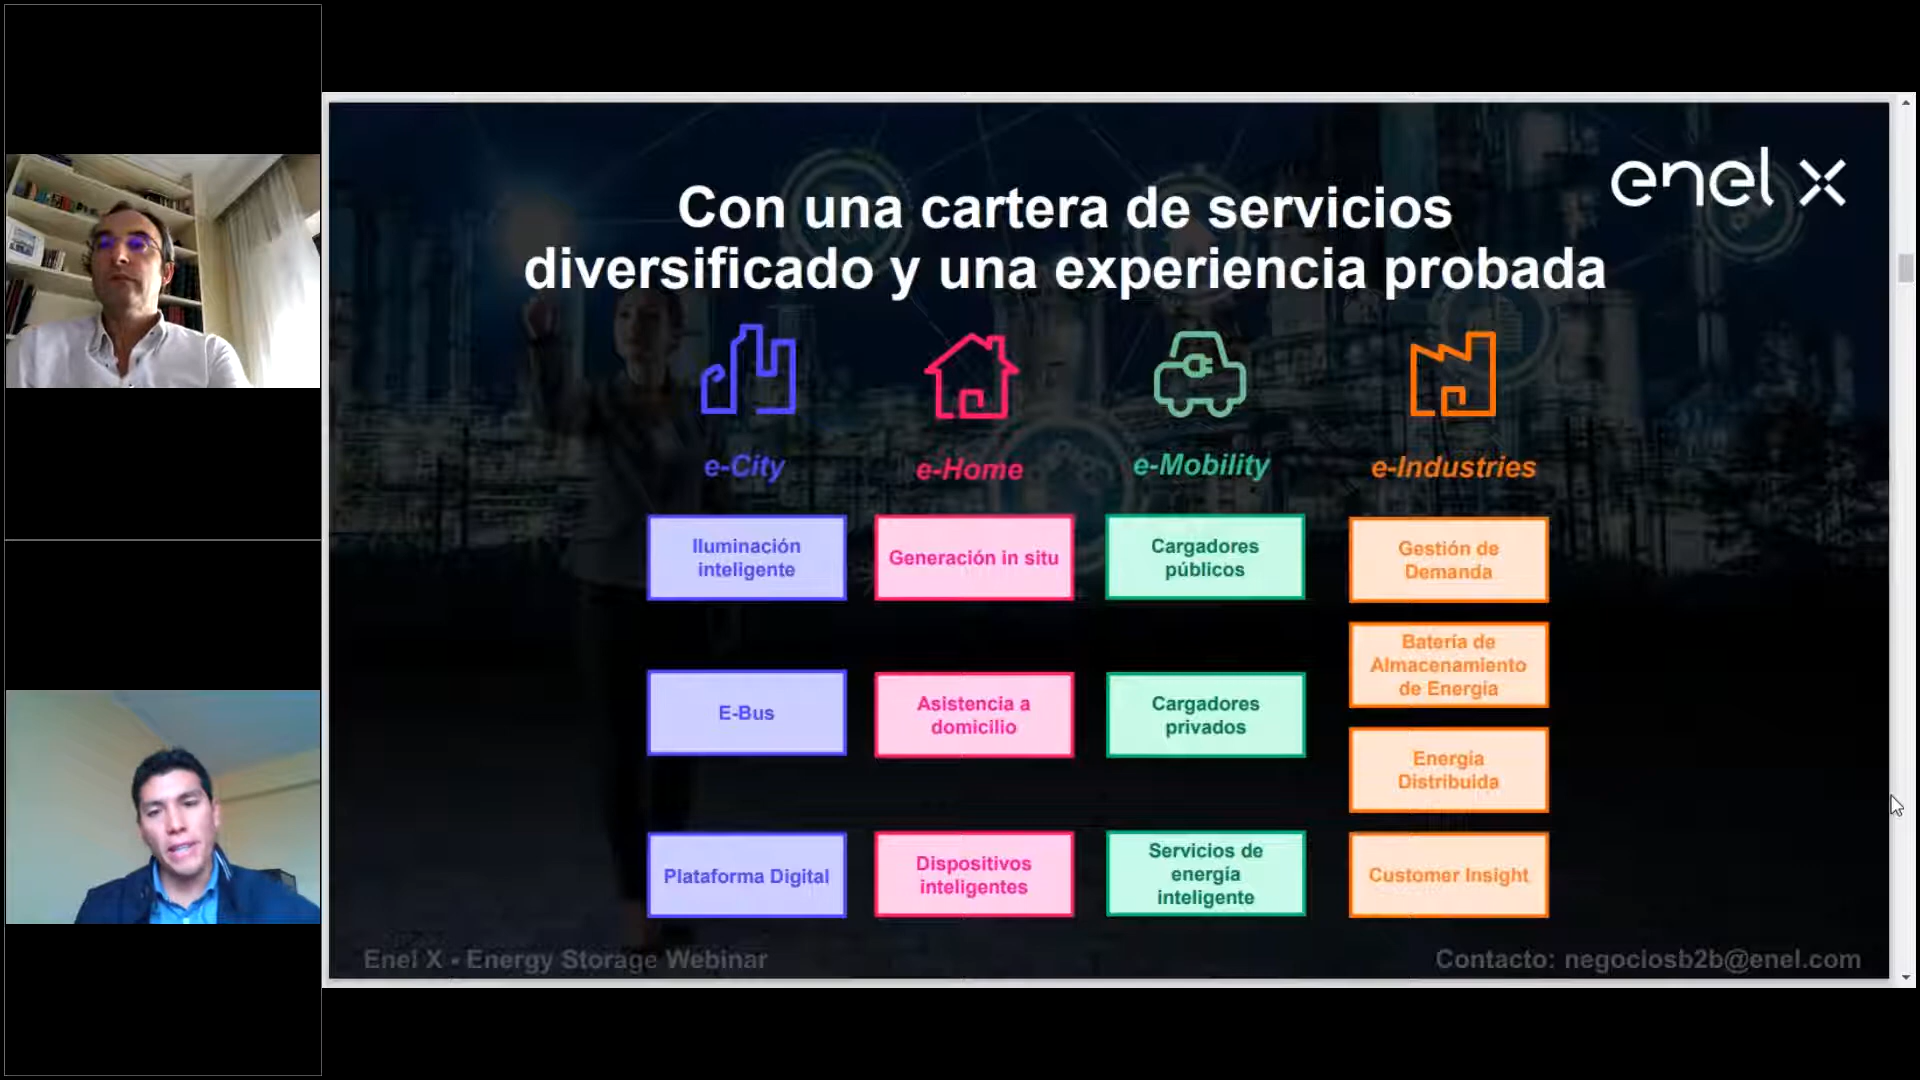 enel x
Con una cartera de servicios
diversificado y una experiencia probada
e-City
e-Home
e-Mobility
e-Industries
Iluminación
inteligente
E-Bus
Plataforma Digital
Generación in situ
Asistencia a
domicilio
Dispositivos
inteligentes
Cargadores
públicos
Cargadores
privados
Servicios de
energía
inteligente
Gestión de
Demanda
Batería de
Almacenamiento
de Energía
Energía
Distribuida
Customer Insight
Enel X - Energy Storage Webinar
Contacto: negociosb2b@enel.com